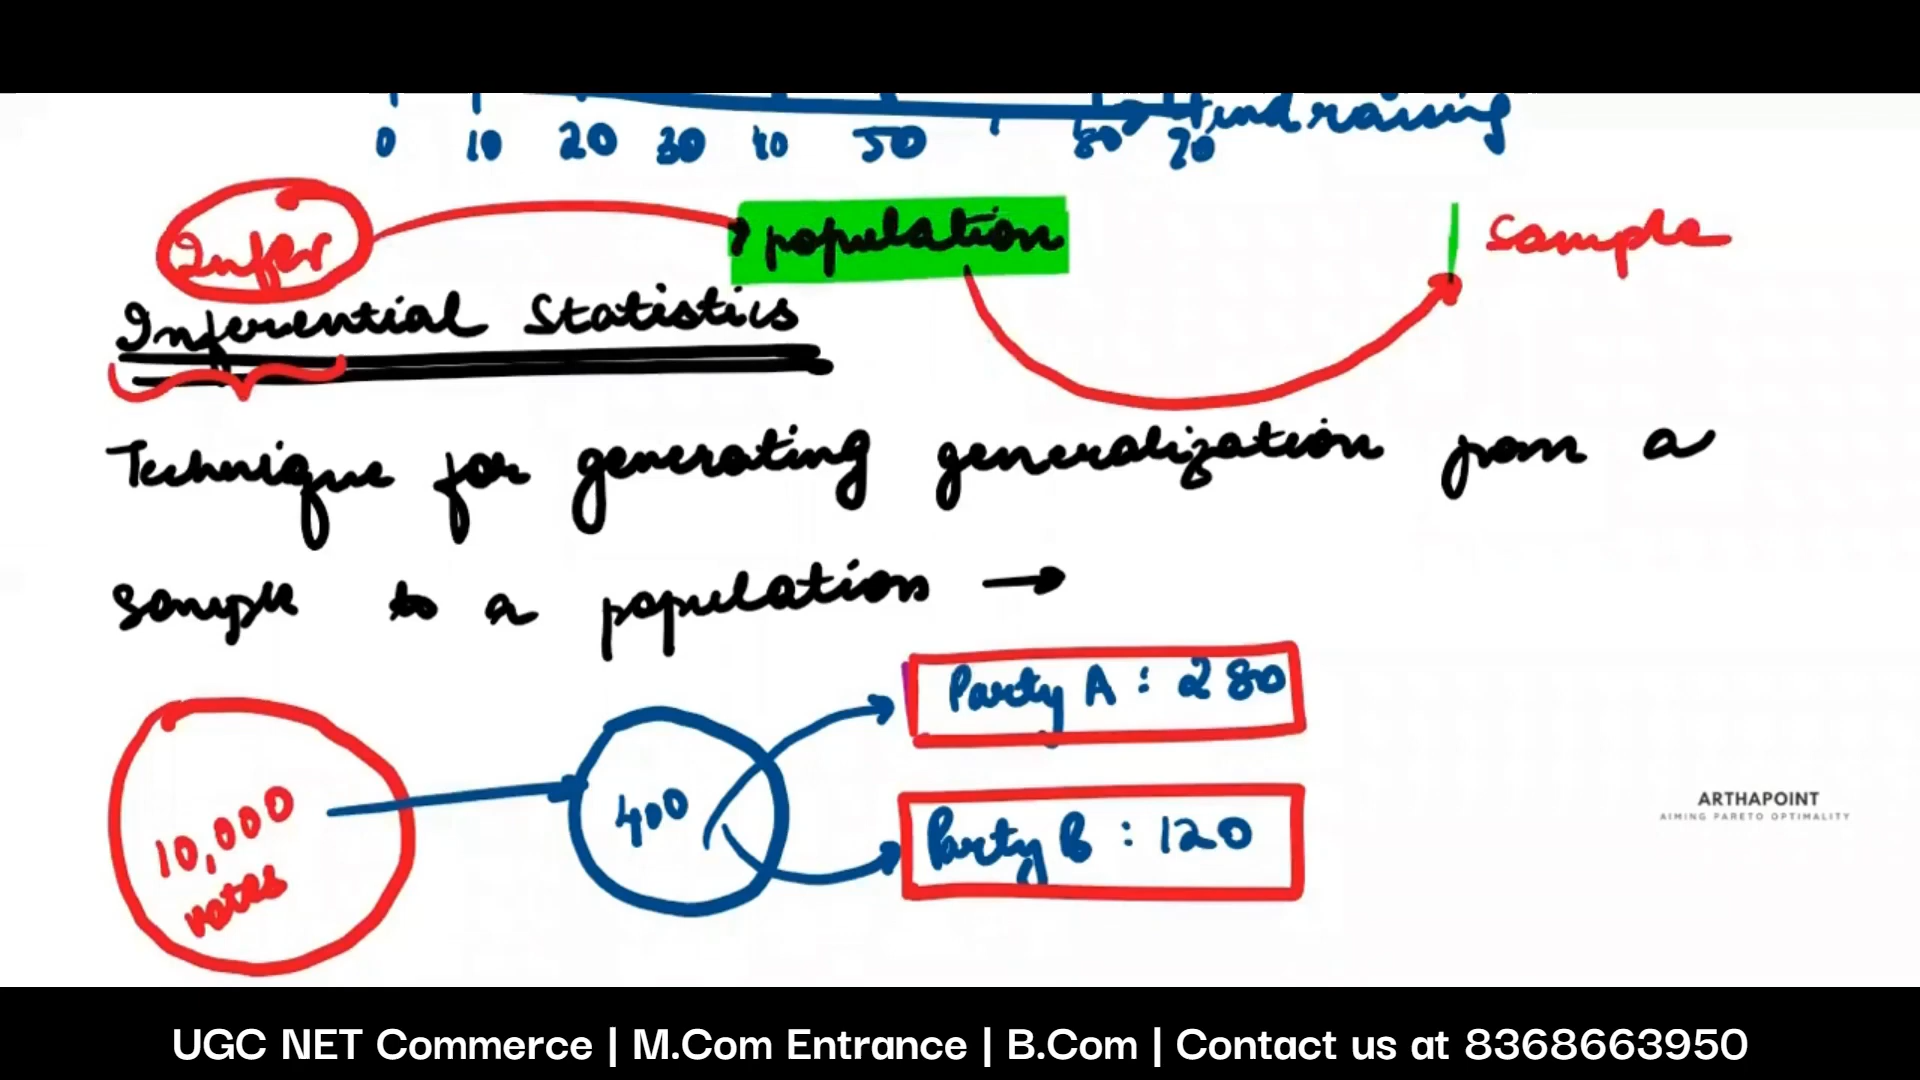 0 10 20 30 40 50 80 90 Fundraising
Infer population sample
Inferential Statistics
Technique for generating generalization from a
sample to a population →
Party A : 280
10,000
votes
400
Party B : 120
ARTHAPOINT
AIMING PARETO OPTIMALITY
UGC NET Commerce | M.Com Entrance | B.Com | Contact us at 8368663950